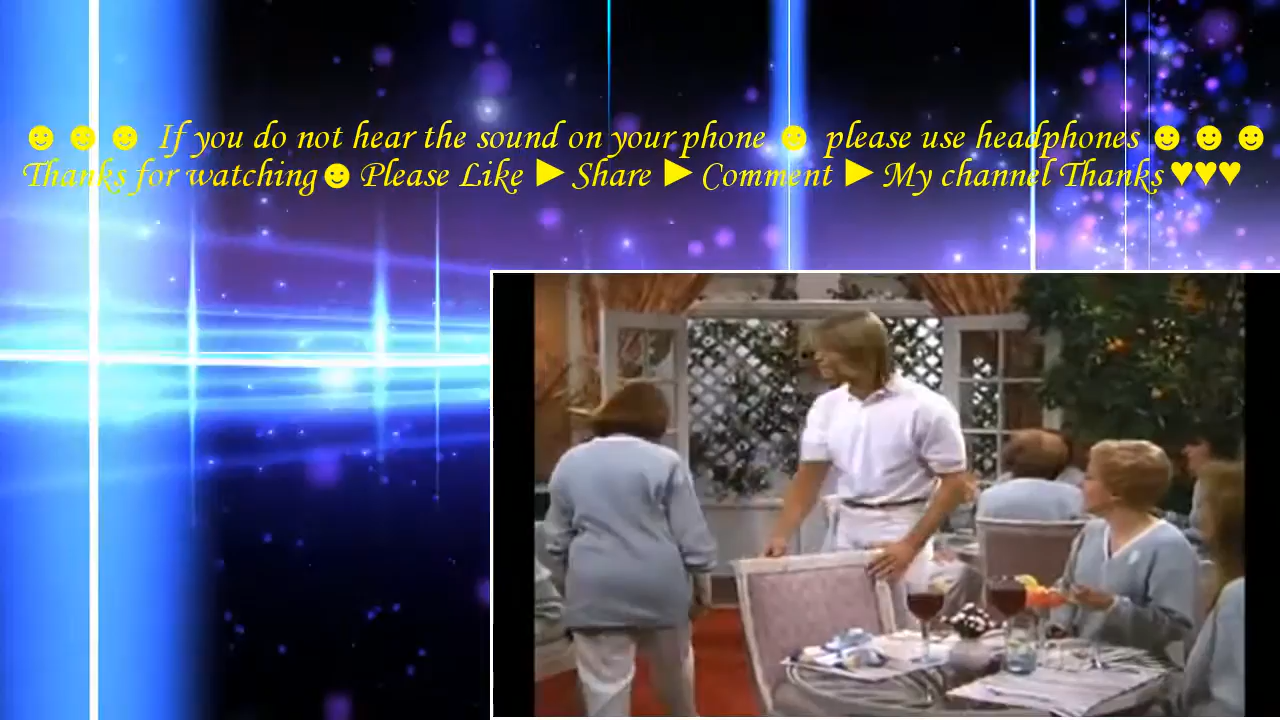 ☻☻☻ If you do not hear the sound on your phone ☻ please use headphones ☻☻☻
Thanks for watching☻Please Like ►Share ►Comment ►My channel Thanks♥♥♥